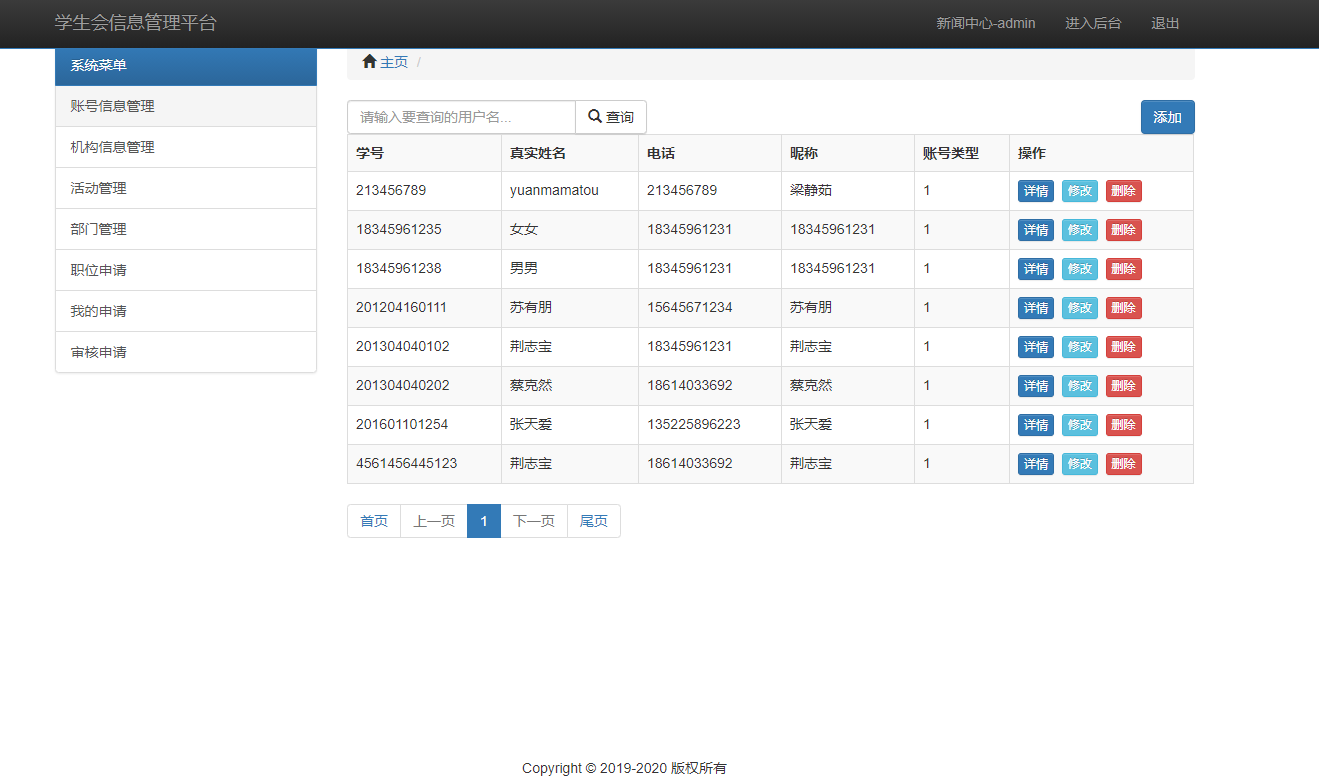 学生会信息管理平台 新闻中心-admin 进入后台 退出
系统菜单
账号信息管理
机构信息管理
活动管理
部门管理
职位申请
我的申请
审核申请
主页 /
请输入要查询的用户名... 查询 添加
学号 真实姓名 电话 昵称 账号类型 操作
213456789 yuanmamatou 213456789 梁静茹 1 详情 修改 删除
18345961235 女女 18345961231 18345961231 1 详情 修改 删除
18345961238 男男 18345961231 18345961231 1 详情 修改 删除
201204160111 苏有朋 15645671234 苏有朋 1 详情 修改 删除
201304040102 荆志宝 18345961231 荆志宝 1 详情 修改 删除
201304040202 蔡克然 18614033692 蔡克然 1 详情 修改 删除
201601101254 张天爱 135225896223 张天爱 1 详情 修改 删除
4561456445123 荆志宝 18614033692 荆志宝 1 详情 修改 删除
首页 上一页 1 下一页 尾页
Copyright © 2019-2020 版权所有